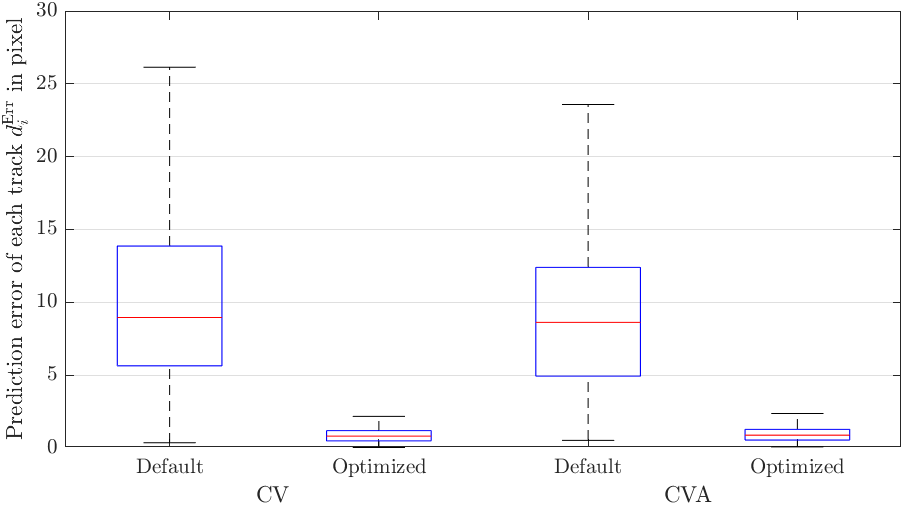 Prediction error of each track $d_i^{\mathrm{Err}}$ in pixel
30
25
20
15
10
5
0
Default Optimized Default Optimized
CV CVA